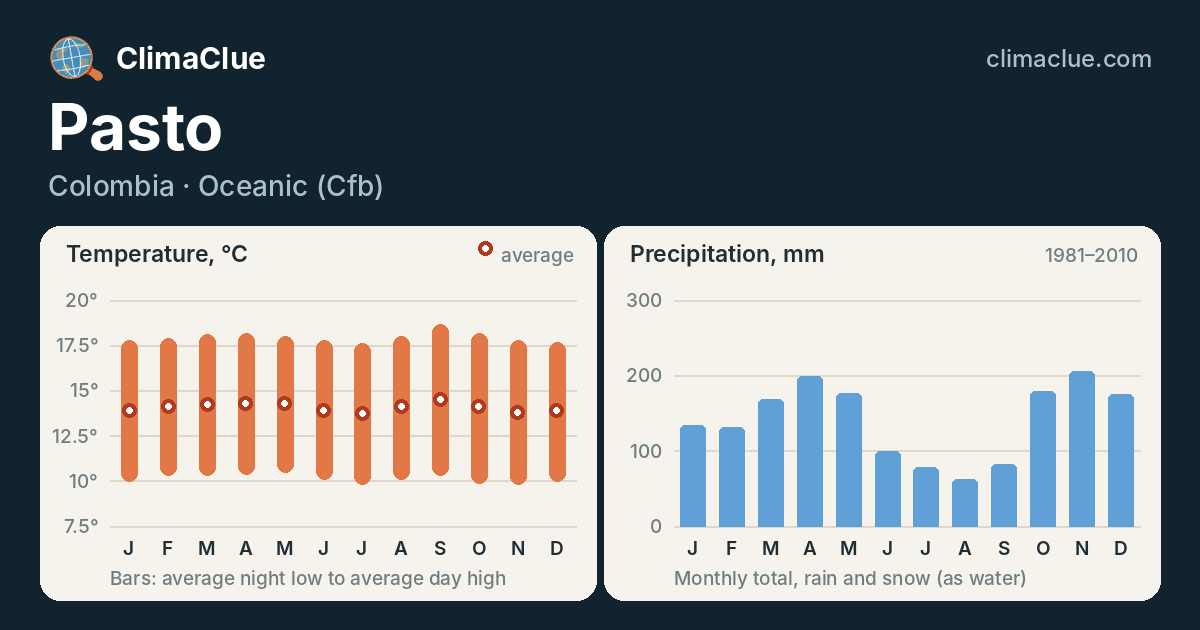 ClimaClue
climaclue.com
Pasto
Colombia · Oceanic (Cfb)
Temperature, °C
average
20°
17.5°
15°
12.5°
10°
7.5°
J F M A M J J A S O N D
Bars: average night low to average day high
Precipitation, mm
1981–2010
300
200
100
0
J F M A M J J A S O N D
Monthly total, rain and snow (as water)